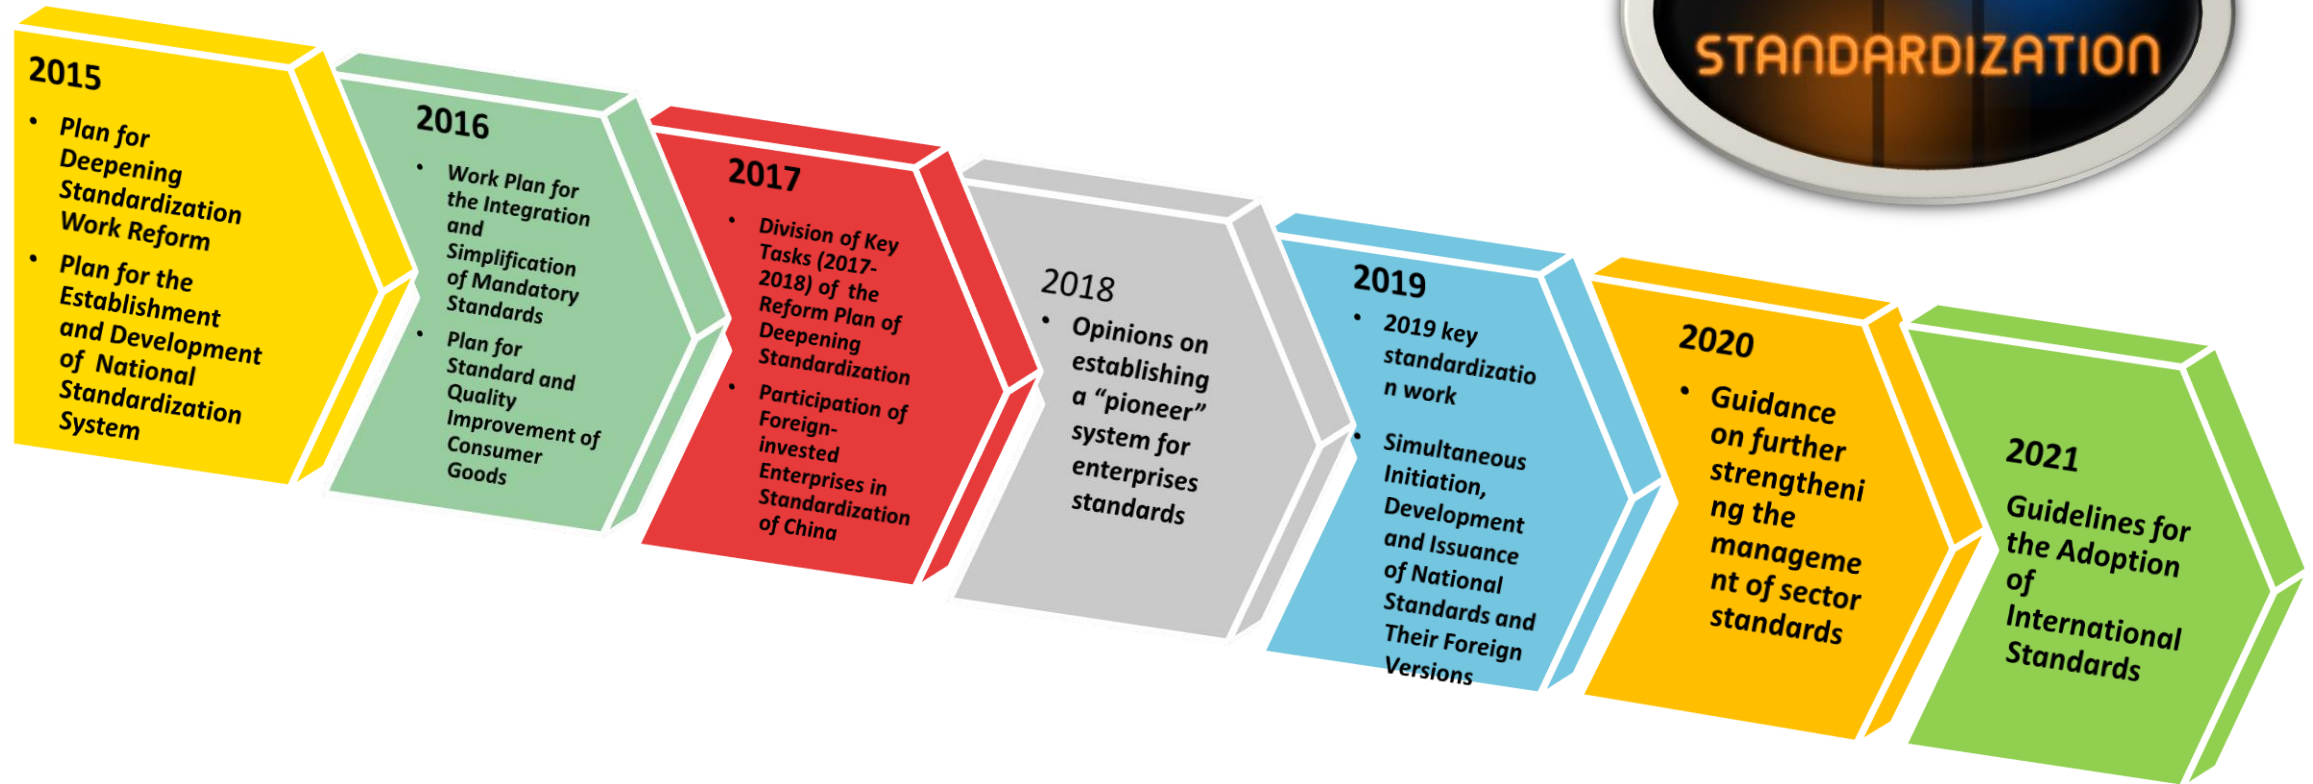 STANDARDIZATION
2015
• Plan for
Deepening
Standardization
Work Reform
• Plan for the
Establishment
and Development
of National
Standardization
System
2016
• Work Plan for
the Integration
and
Simplification
of Mandatory
Standards
• Plan for
Standard and
Quality
Improvement of
Consumer
Goods
2017
• Division of Key
Tasks (2017-
2018) of the
Reform Plan of
Deepening
Standardization
• Participation of
Foreign-
invested
Enterprises in
Standardization
of China
2018
• Opinions on
establishing
a “pioneer”
system for
enterprises
standards
2019
• 2019 key
standardizatio
n work
• Simultaneous
Initiation,
Development
and Issuance
of National
Standards and
Their Foreign
Versions
2020
• Guidance
on further
strengtheni
ng the
manageme
nt of sector
standards
2021
Guidelines for
the Adoption
of
International
Standards